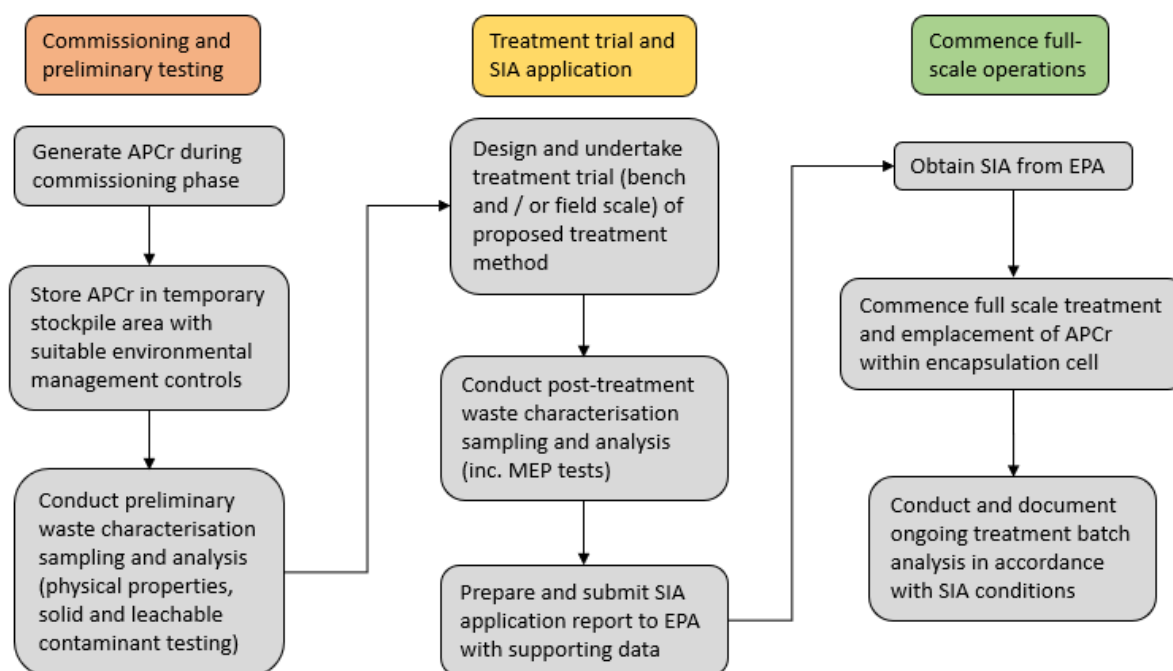 Commissioning and
preliminary testing
Generate APCr during
commissioning phase
Store APCr in temporary
stockpile area with
suitable environmental
management controls
Conduct preliminary
waste characterisation
sampling and analysis
(physical properties,
solid and leachable
contaminant testing)
Treatment trial and
SIA application
Design and undertake
treatment trial (bench
and / or field scale) of
proposed treatment
method
Conduct post-treatment
waste characterisation
sampling and analysis
(inc. MEP tests)
Prepare and submit SIA
application report to EPA
with supporting data
Commence full-
scale operations
Obtain SIA from EPA
Commence full scale treatment
and emplacement of APCr
within encapsulation cell
Conduct and document
ongoing treatment batch
analysis in accordance
with SIA conditions